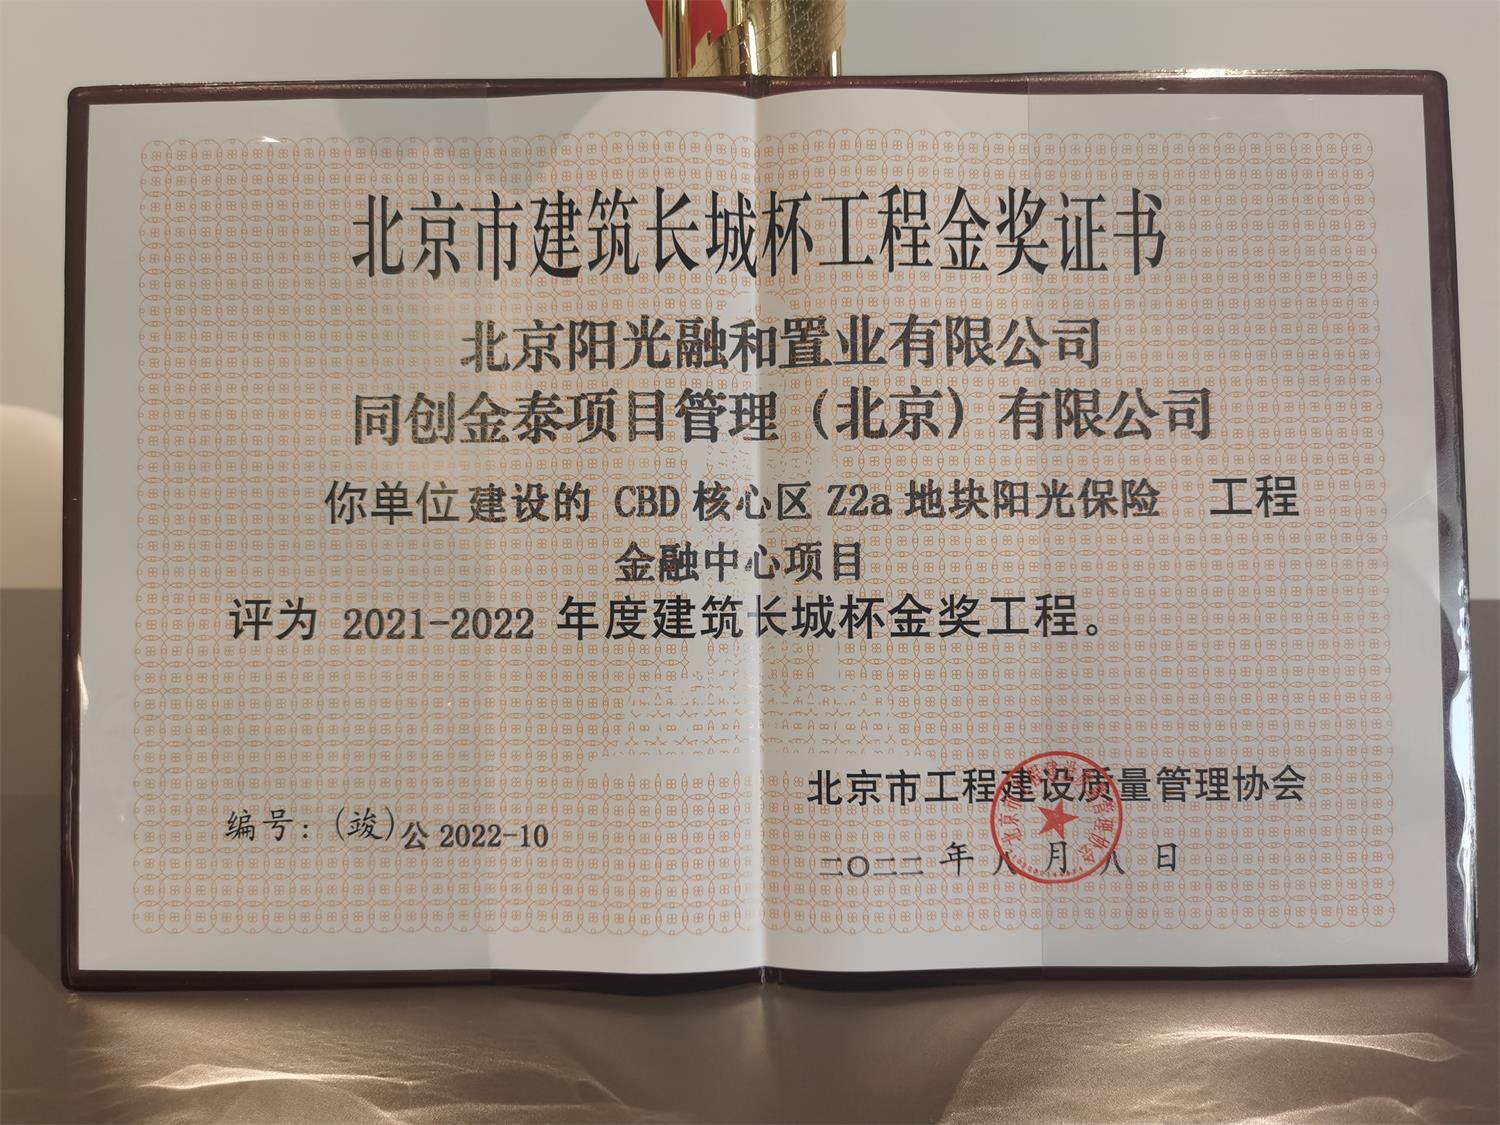 北京市建筑长城杯工程金奖证书
北京阳光融和置业有限公司
同创金泰项目管理（北京）有限公司
你单位建设的 CBD 核心区 Z2a 地块阳光保险 工程
金融中心项目
评为 2021-2022 年度建筑长城杯金奖工程。
北京市工程建设质量管理协会
编号：（竣）公 2022-10
二〇二二 年 八 月 八 日